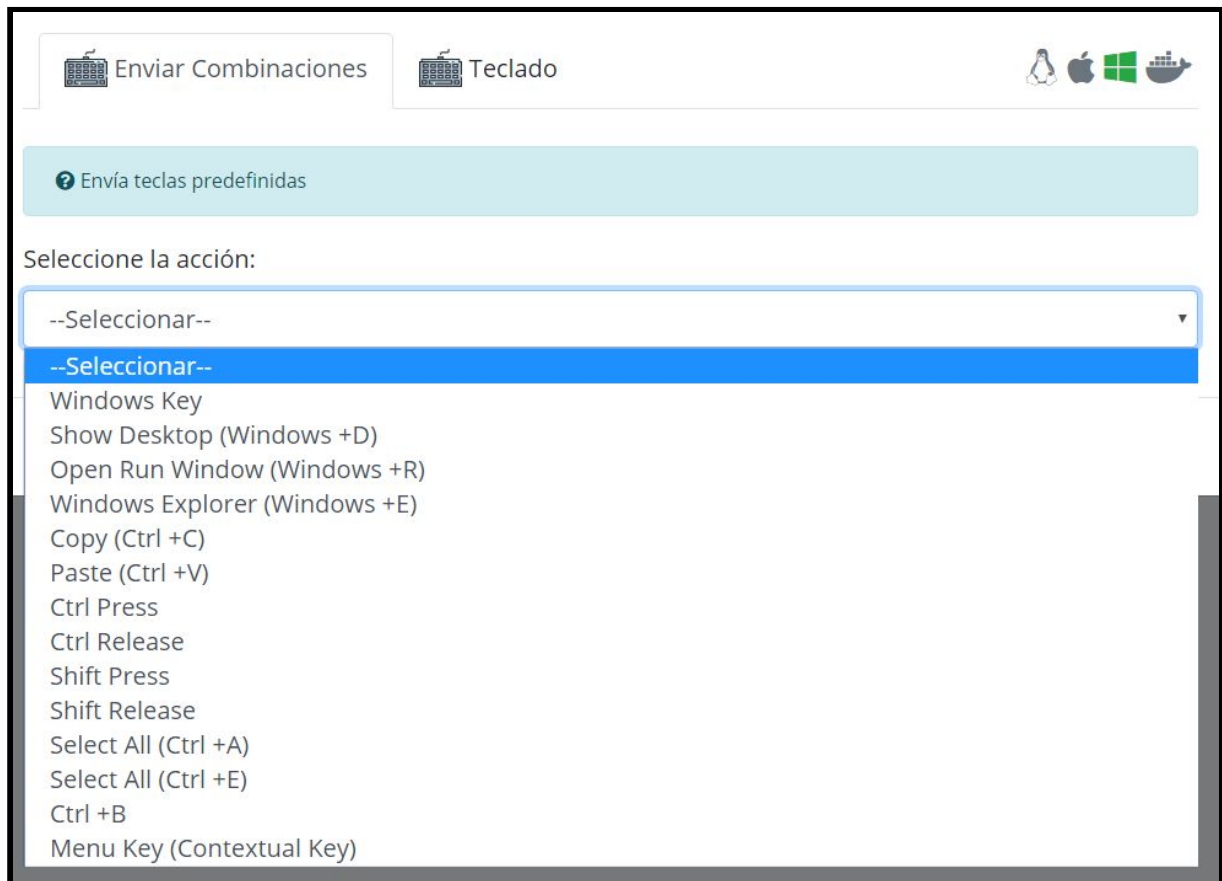 Enviar Combinaciones Teclado
Envía teclas predefinidas
Seleccione la acción:
--Seleccionar--
--Seleccionar--
Windows Key
Show Desktop (Windows +D)
Open Run Window (Windows +R)
Windows Explorer (Windows +E)
Copy (Ctrl +C)
Paste (Ctrl +V)
Ctrl Press
Ctrl Release
Shift Press
Shift Release
Select All (Ctrl +A)
Select All (Ctrl +E)
Ctrl +B
Menu Key (Contextual Key)